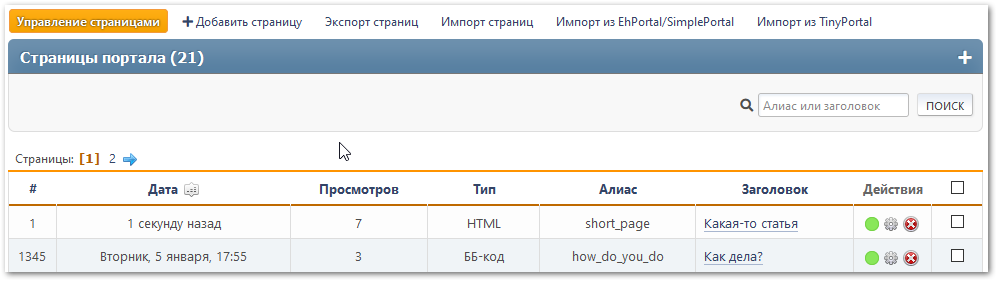 Управление страницами Добавить страницу Экспорт страниц Импорт страниц Импорт из EhPortal/SimplePortal Импорт из TinyPortal
Страницы портала (21)
Алиас или заголовок ПОИСК
Страницы: [1] 2
# Дата Просмотров Тип Алиас Заголовок Действия
1 1 секунду назад 7 HTML short_page Какая-то статья
1345 Вторник, 5 января, 17:55 3 ББ-код how_do_you_do Как дела?